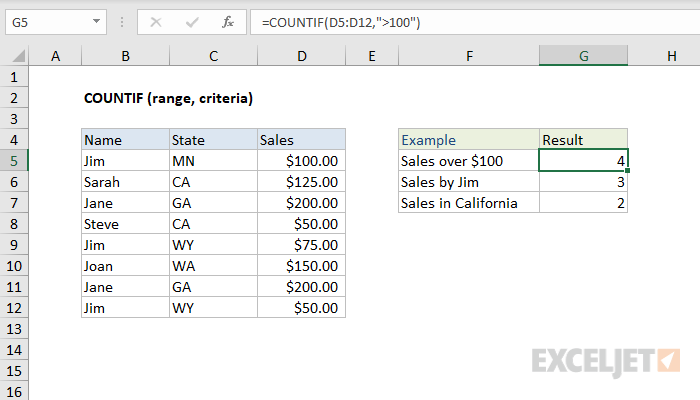 G5 fx =COUNTIF(D5:D12,">100")
A B C D E F G H
1
2 COUNTIF (range, criteria)
3
4 Name State Sales Example Result
5 Jim MN $100.00 Sales over $100 4
6 Sarah CA $125.00 Sales by Jim 3
7 Jane GA $200.00 Sales in California 2
8 Steve CA $50.00
9 Jim WY $75.00
10 Joan WA $150.00
11 Jane GA $200.00
12 Jim WY $50.00
13
14
15 EXCELJET
16